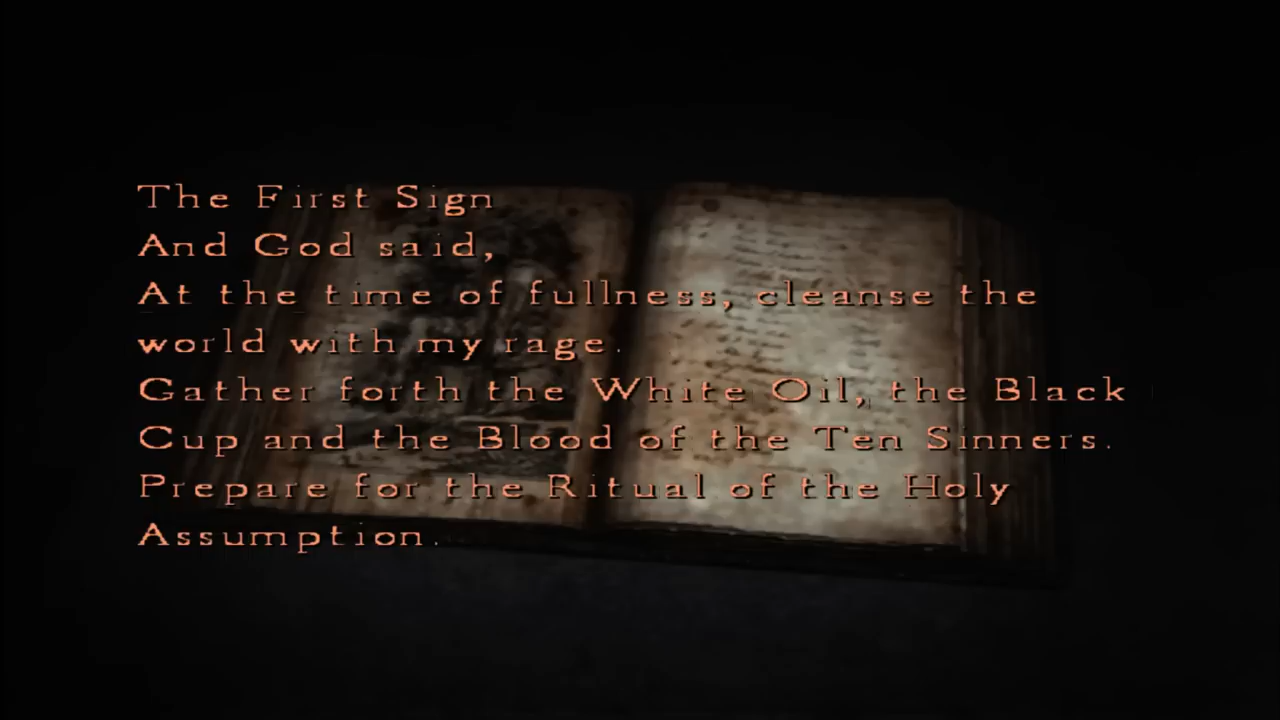 The First Sign
And God said,
At the time of fullness, cleanse the
world with my rage.
Gather forth the White Oil, the Black
Cup and the Blood of the Ten Sinners.
Prepare for the Ritual of the Holy
Assumption.